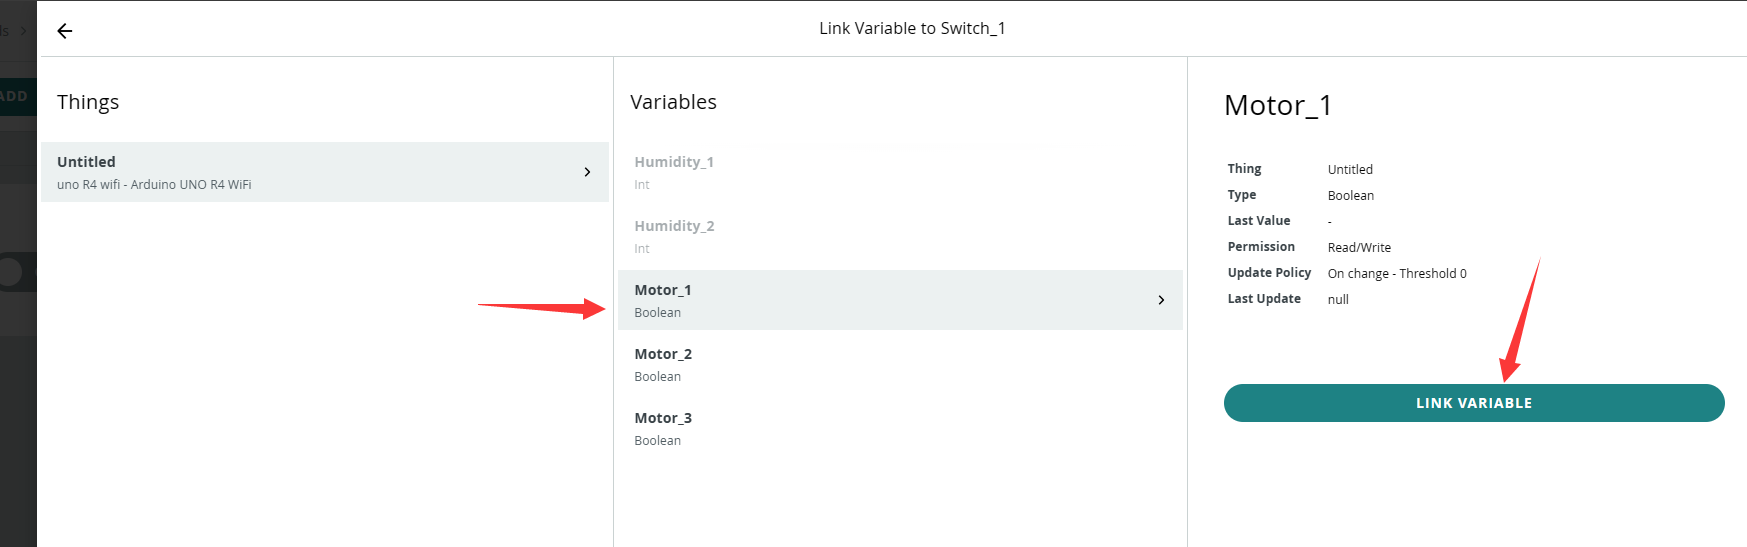 Link Variable to Switch_1
ADD
Things
Untitled
uno R4 wifi - Arduino UNO R4 WiFi
Variables
Humidity_1
Int
Humidity_2
Int
Motor_1
Boolean
Motor_2
Boolean
Motor_3
Boolean
Motor_1
Thing Untitled
Type Boolean
Last Value -
Permission Read/Write
Update Policy On change - Threshold 0
Last Update null
LINK VARIABLE